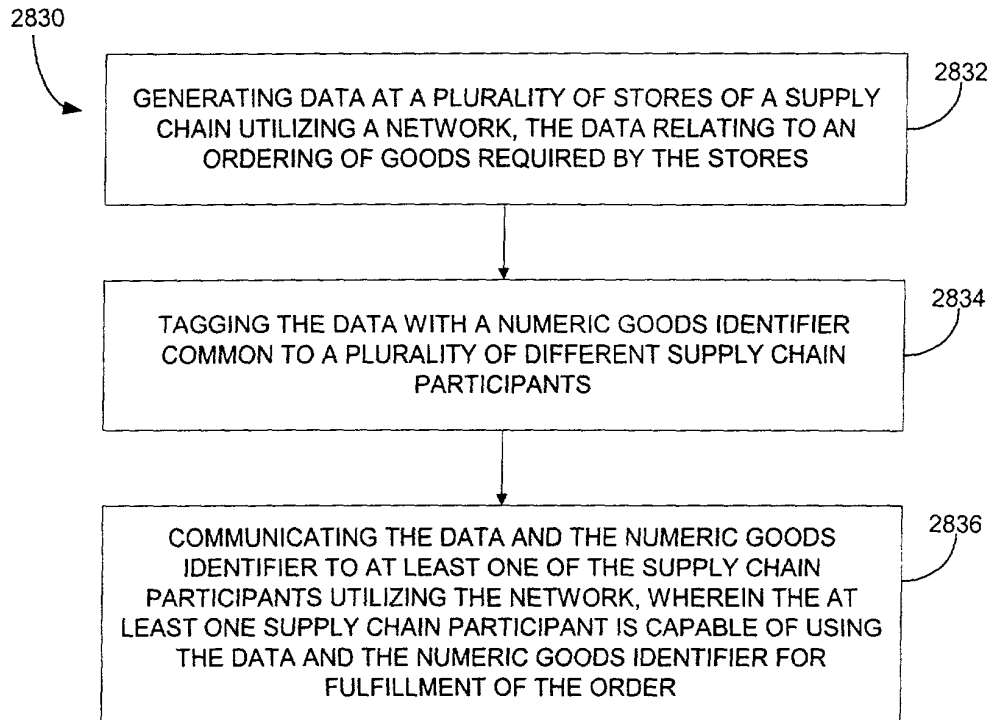 2830
2832
GENERATING DATA AT A PLURALITY OF STORES OF A SUPPLY
CHAIN UTILIZING A NETWORK, THE DATA RELATING TO AN
ORDERING OF GOODS REQUIRED BY THE STORES
2834
TAGGING THE DATA WITH A NUMERIC GOODS IDENTIFIER
COMMON TO A PLURALITY OF DIFFERENT SUPPLY CHAIN
PARTICIPANTS
2836
COMMUNICATING THE DATA AND THE NUMERIC GOODS
IDENTIFIER TO AT LEAST ONE OF THE SUPPLY CHAIN
PARTICIPANTS UTILIZING THE NETWORK, WHEREIN THE AT
LEAST ONE SUPPLY CHAIN PARTICIPANT IS CAPABLE OF USING
THE DATA AND THE NUMERIC GOODS IDENTIFIER FOR
FULFILLMENT OF THE ORDER